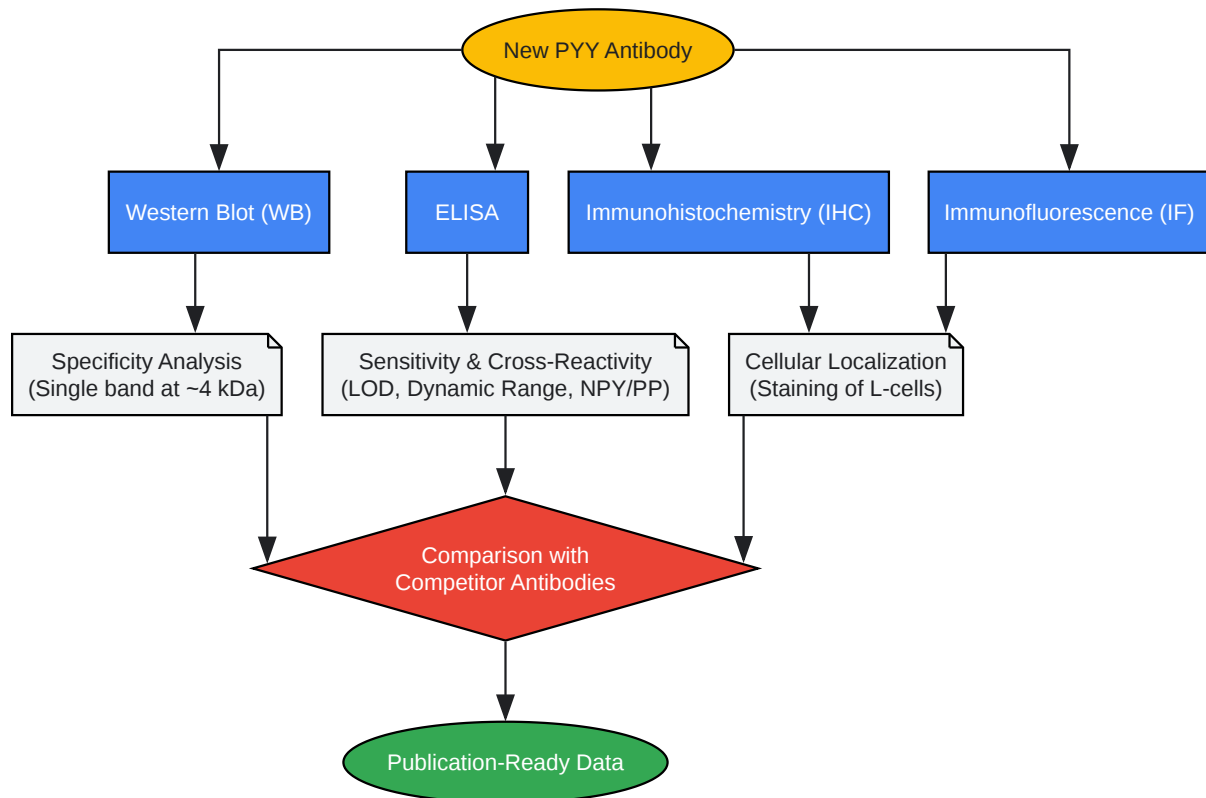 New PYY Antibody
Western Blot (WB)
ELISA
Immunohistochemistry (IHC)
Immunofluorescence (IF)
Specificity Analysis
(Single band at ~4 kDa)
Sensitivity & Cross-Reactivity
(LOD, Dynamic Range, NPY/PP)
Cellular Localization
(Staining of L-cells)
Comparison with
Competitor Antibodies
Publication-Ready Data